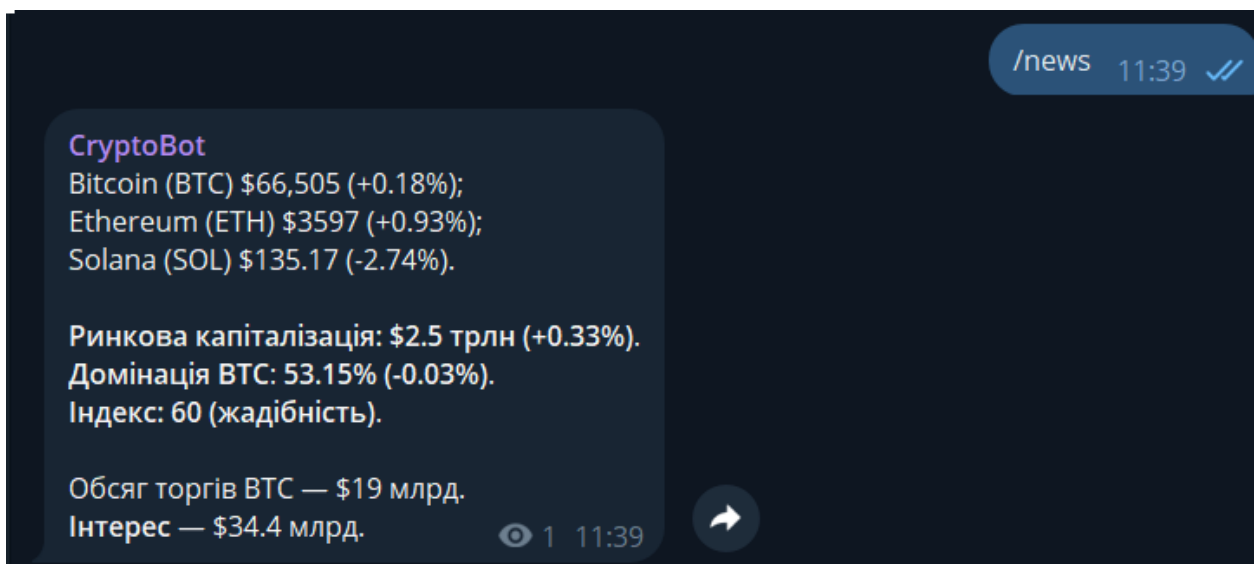 /news 11:39
CryptoBot
Bitcoin (BTC) $66,505 (+0.18%);
Ethereum (ETH) $3597 (+0.93%);
Solana (SOL) $135.17 (-2.74%).
Ринкова капіталізація: $2.5 трлн (+0.33%).
Домінація BTC: 53.15% (-0.03%).
Індекс: 60 (жадібність).
Обсяг торгів BTC — $19 млрд.
Інтерес — $34.4 млрд. 1 11:39